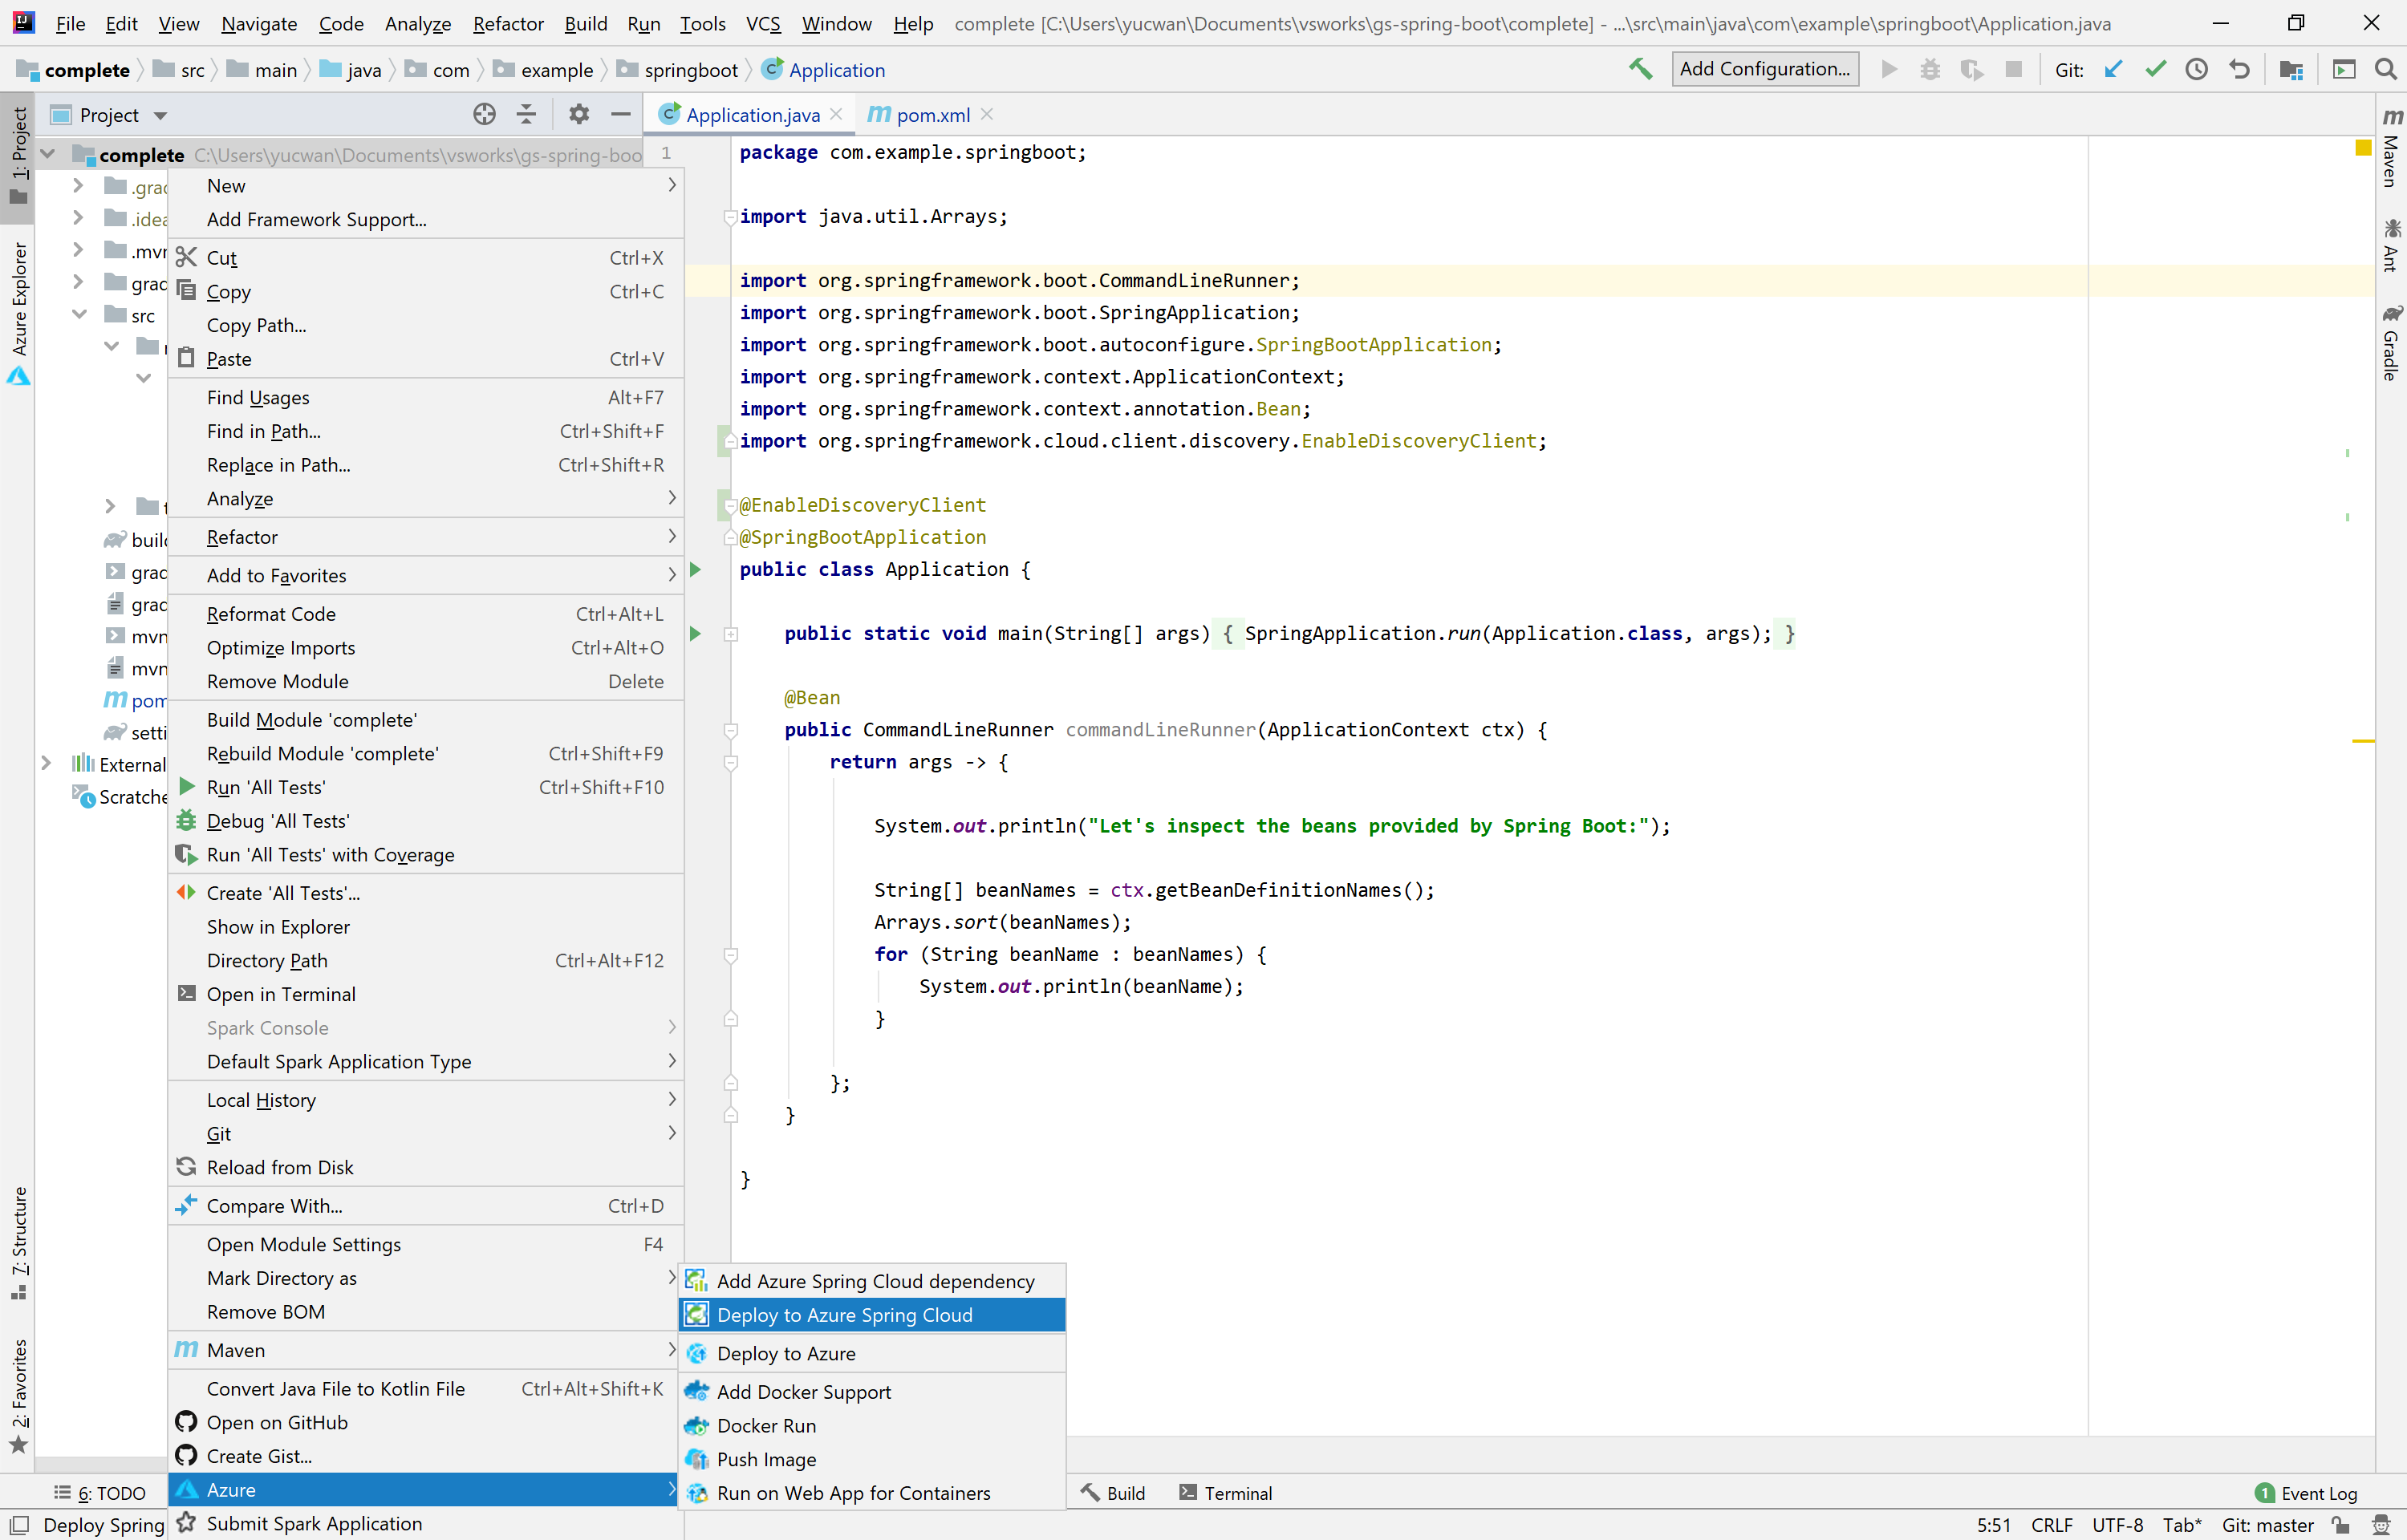 File Edit View Navigate Code Analyze Refactor Build Run Tools VCS Window Help complete [C:\Users\yucwan\Documents\vsworks\gs-spring-boot\complete] - ...\src\main\java\com\example\springboot\Application.java
complete src main java com example springboot Application Add Configuration... Git:
Project Application.java pom.xml
1: Project
Azure Explorer
7: Structure
2: Favorites
complete C:\Users\yucwan\Documents\vsworks\gs-spring-boo
.grad
.idea
.mvn
grad
src
build
grad
grad
mvn
mvn
pom
setti
External
Scratche
New
Add Framework Support...
Cut Ctrl+X
Copy Ctrl+C
Copy Path...
Paste Ctrl+V
Find Usages Alt+F7
Find in Path... Ctrl+Shift+F
Replace in Path... Ctrl+Shift+R
Analyze
Refactor
Add to Favorites
Reformat Code Ctrl+Alt+L
Optimize Imports Ctrl+Alt+O
Remove Module Delete
Build Module 'complete'
Rebuild Module 'complete' Ctrl+Shift+F9
Run 'All Tests' Ctrl+Shift+F10
Debug 'All Tests'
Run 'All Tests' with Coverage
Create 'All Tests'...
Show in Explorer
Directory Path Ctrl+Alt+F12
Open in Terminal
Spark Console
Default Spark Application Type
Local History
Git
Reload from Disk
Compare With... Ctrl+D
Open Module Settings F4
Mark Directory as
Remove BOM
Maven
Convert Java File to Kotlin File Ctrl+Alt+Shift+K
Open on GitHub
Create Gist...
Azure
Submit Spark Application
Add Azure Spring Cloud dependency
Deploy to Azure Spring Cloud
Deploy to Azure
Add Docker Support
Docker Run
Push Image
Run on Web App for Containers
1
package com.example.springboot;
import java.util.Arrays;
import org.springframework.boot.CommandLineRunner;
import org.springframework.boot.SpringApplication;
import org.springframework.boot.autoconfigure.SpringBootApplication;
import org.springframework.context.ApplicationContext;
import org.springframework.context.annotation.Bean;
import org.springframework.cloud.client.discovery.EnableDiscoveryClient;
@EnableDiscoveryClient
@SpringBootApplication
public class Application {
public static void main(String[] args) { SpringApplication.run(Application.class, args); }
@Bean
public CommandLineRunner commandLineRunner(ApplicationContext ctx) {
return args -> {
System.out.println("Let's inspect the beans provided by Spring Boot:");
String[] beanNames = ctx.getBeanDefinitionNames();
Arrays.sort(beanNames);
for (String beanName : beanNames) {
System.out.println(beanName);
}
};
}
}
Maven
Ant
Gradle
6: TODO Build Terminal 1 Event Log
Deploy Spring 5:51 CRLF UTF-8 Tab* Git: master